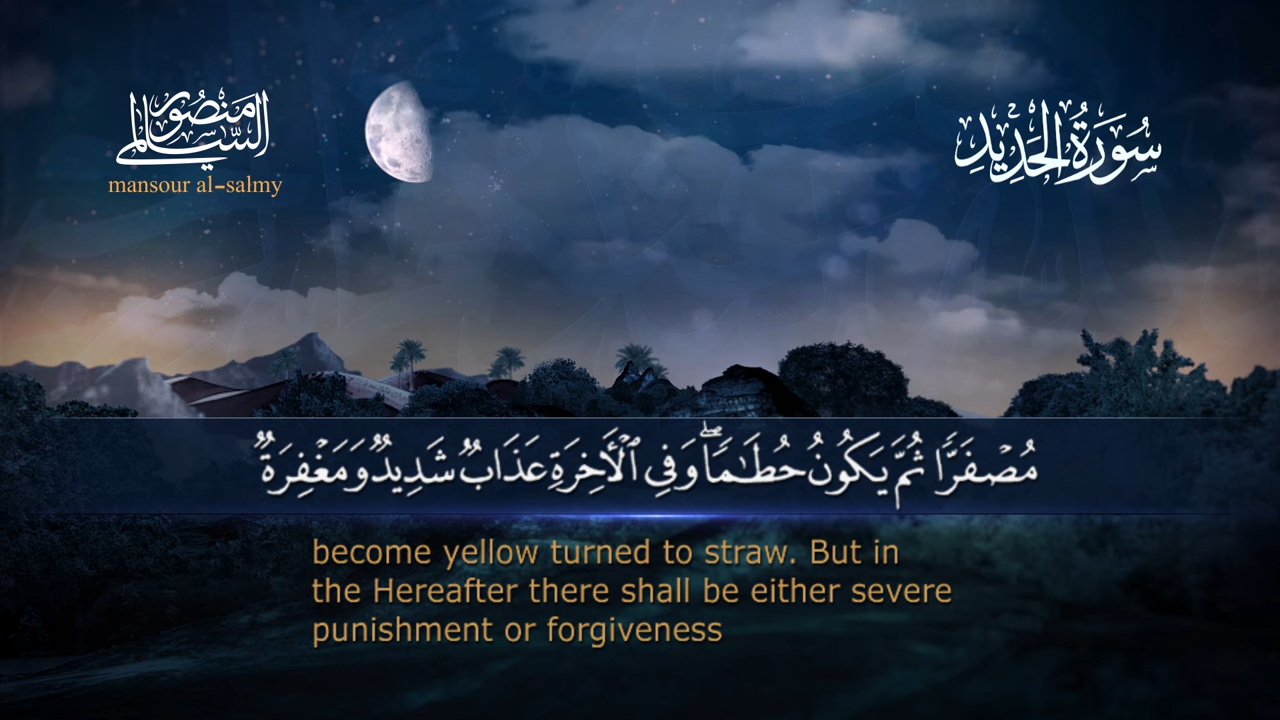 منصور السالمي
mansour al-salmy
سُورَةُ الحَدِيدِ
مُصْفَرًّا ثُمَّ يَكُونُ حُطَٰمًاۖ وَفِى ٱلْأَخِرَةِ عَذَابٌ شَدِيدٌ وَمَغْفِرَةٌ
become yellow turned to straw. But in
the Hereafter there shall be either severe
punishment or forgiveness